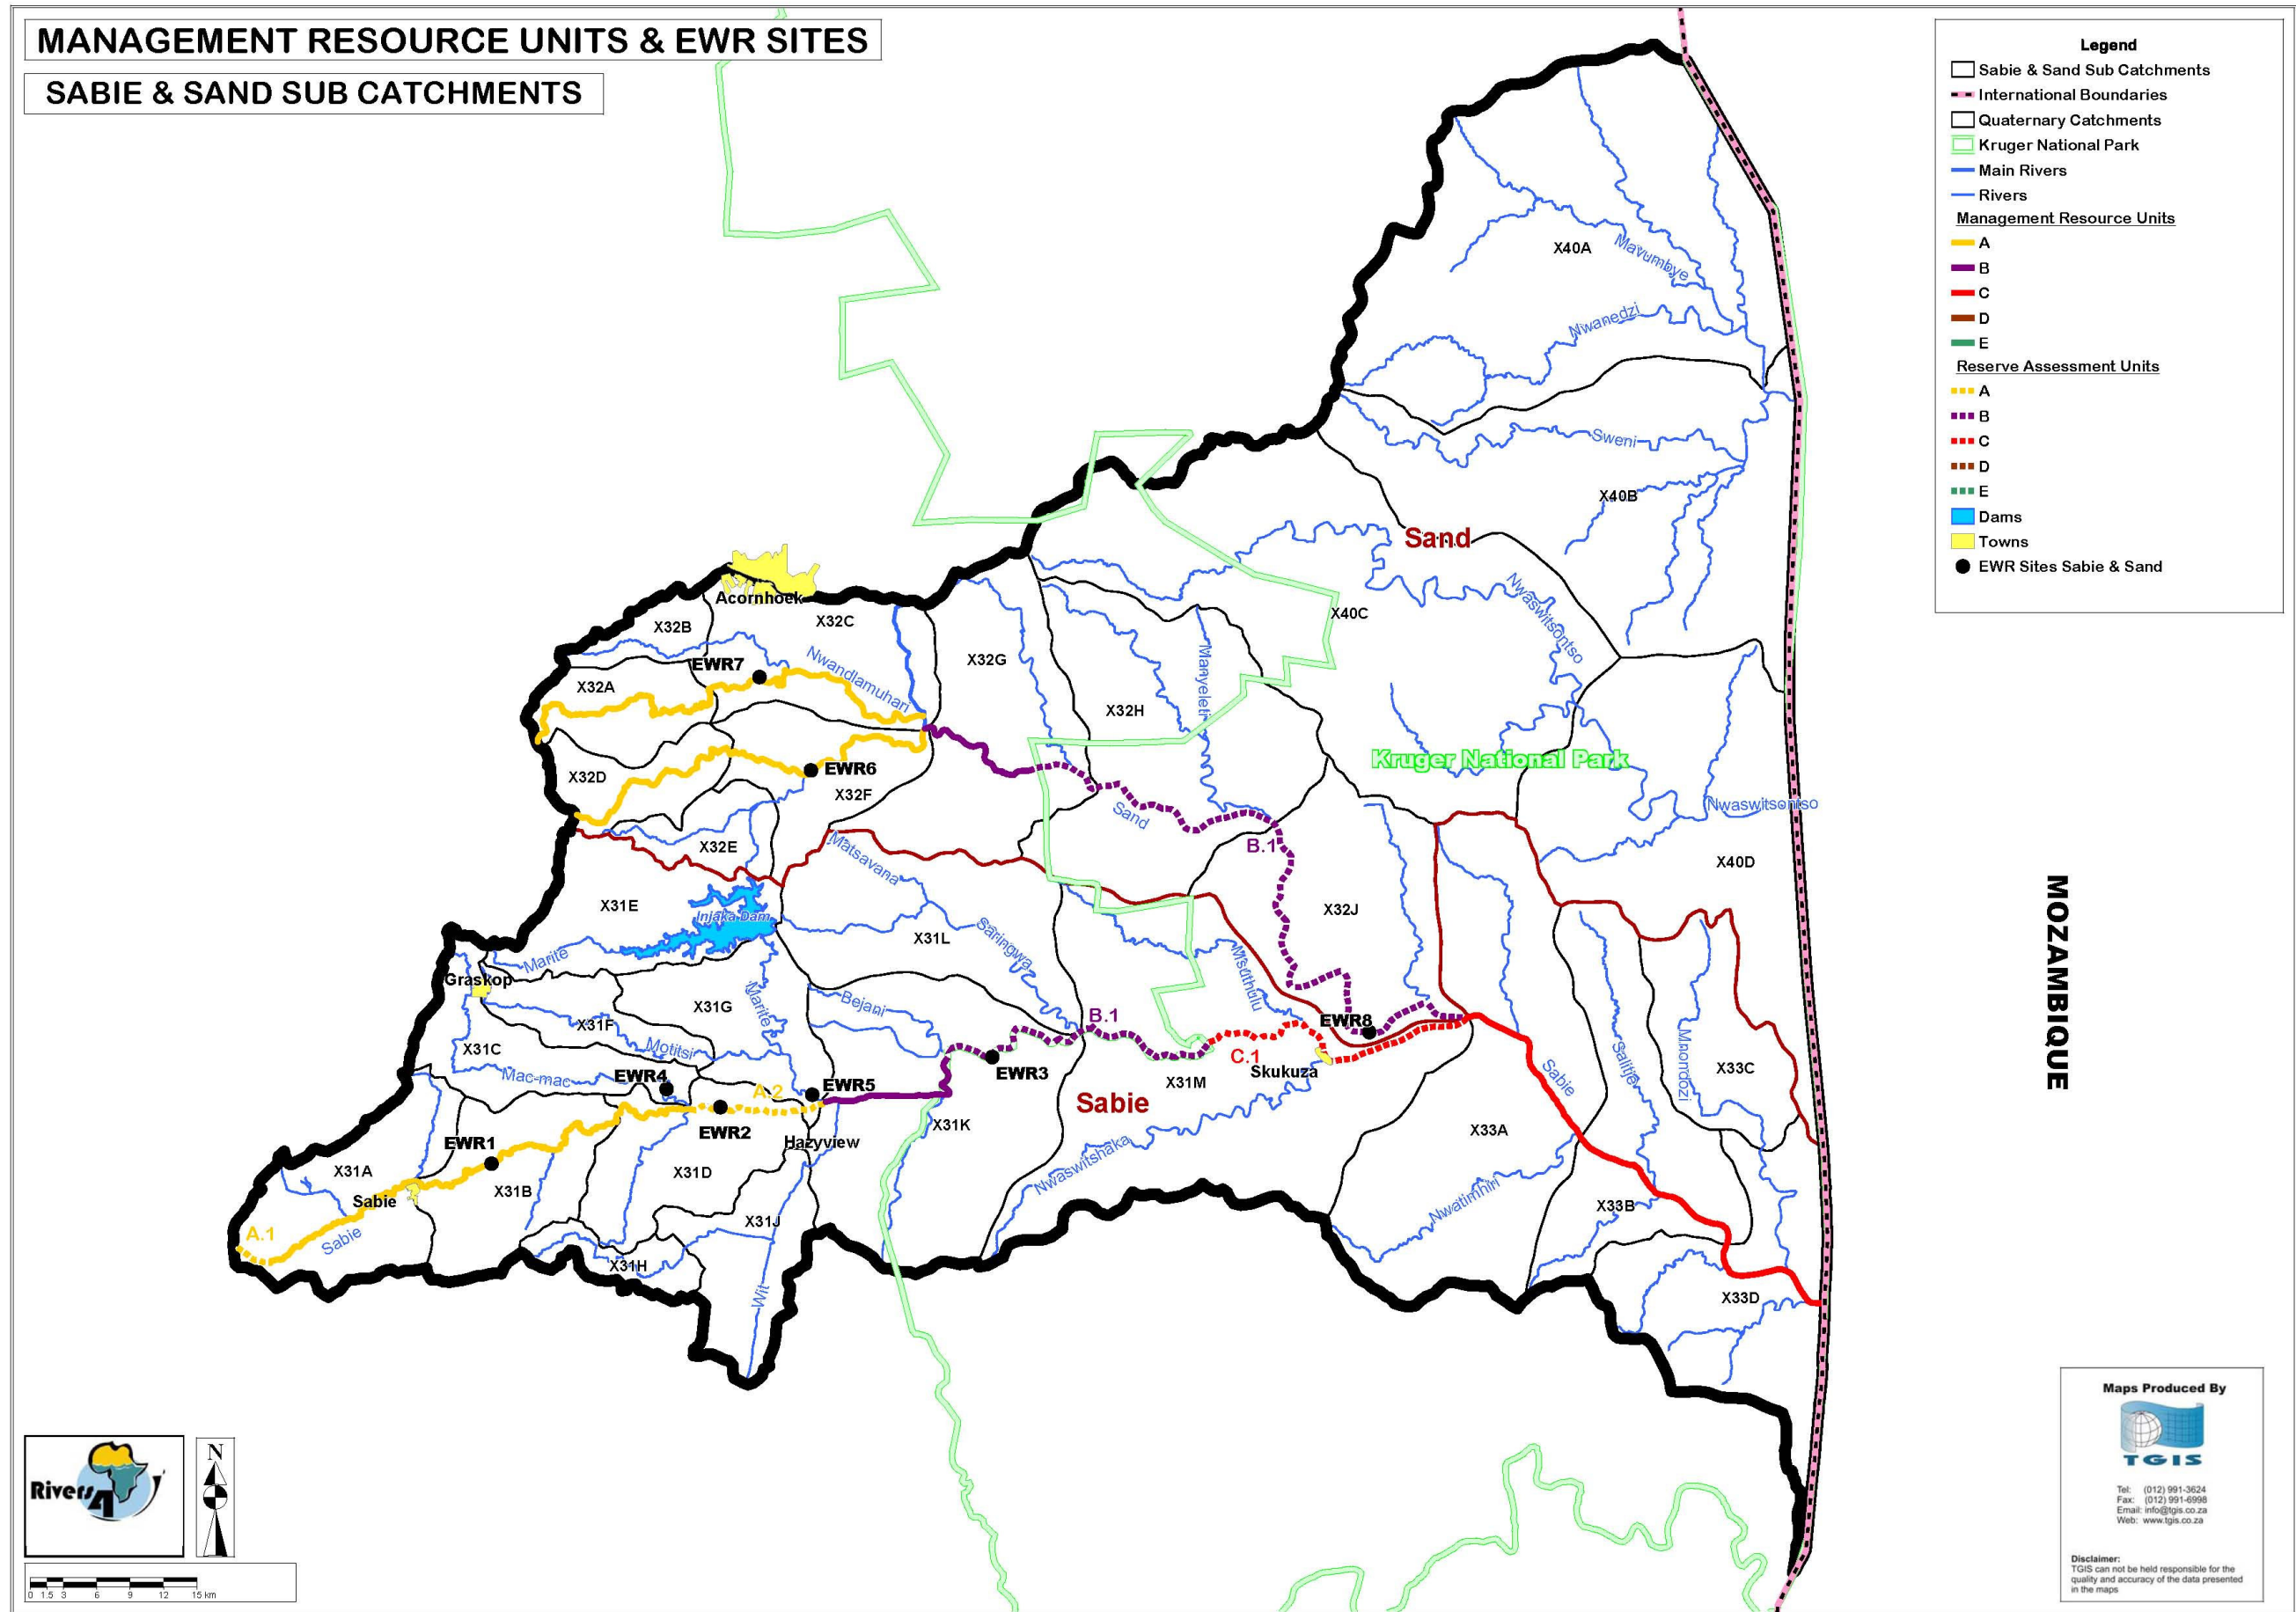 MANAGEMENT RESOURCE UNITS & EWR SITES
SABIE & SAND SUB CATCHMENTS
Legend
Sabie & Sand Sub Catchments
International Boundaries
Quaternary Catchments
Kruger National Park
Main Rivers
Rivers
Management Resource Units
A
B
C
D
E
Reserve Assessment Units
A
B
C
D
E
Dams
Towns
EWR Sites Sabie & Sand
X40A
Mavumbye
Nwanedzi
Sweni
X40B
Sand
Nwaswitsontso
X40C
Acornhoek
X32B
X32C
EWR7
Nwandlamuhari
X32A
X32G
X32H
Manyeleti
Kruger National Park
X32D
EWR6
X32F
Sand
Nwaswitsontso
X32E
Matsavana
B.1
X40D
X31E
Injaka Dam
X31L
Saringwa
X32J
Marite
Graskop
Msuthulu
MOZAMBIQUE
X31G
Marite
Bejani
X31F
B.1
EWR8
X31C
Motitsi
C.1
Skukuza
Sabie
Salitje
Mnondozi
X33C
Mac-mac
EWR4
A.2
EWR5
EWR3
X31M
Sabie
EWR2
Hazyview
X31K
X33A
EWR1
X31A
Sabie
X31B
X31D
Nwaswitshaka
Nwatimhiri
X33B
A.1
Sabie
X31J
X31H
Wit
X33D
Rivers
4
N
0 1.5 3 6 9 12 15 km
Maps Produced By
TGIS
Tel: (012) 991-3624
Fax: (012) 991-6998
Email: info@tgis.co.za
Web: www.tgis.co.za
Disclaimer:
TGIS can not be held responsible for the
quality and accuracy of the data presented
in the maps